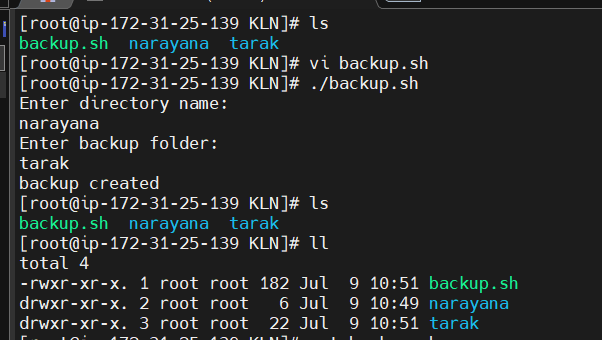 [root@ip-172-31-25-139 KLN]# ls
backup.sh  narayana  tarak
[root@ip-172-31-25-139 KLN]# vi backup.sh
[root@ip-172-31-25-139 KLN]# ./backup.sh
Enter directory name:
narayana
Enter backup folder:
tarak
backup created
[root@ip-172-31-25-139 KLN]# ls
backup.sh  narayana  tarak
[root@ip-172-31-25-139 KLN]# ll
total 4
-rwxr-xr-x. 1 root root 182 Jul  9 10:51 backup.sh
drwxr-xr-x. 2 root root   6 Jul  9 10:49 narayana
drwxr-xr-x. 3 root root  22 Jul  9 10:51 tarak